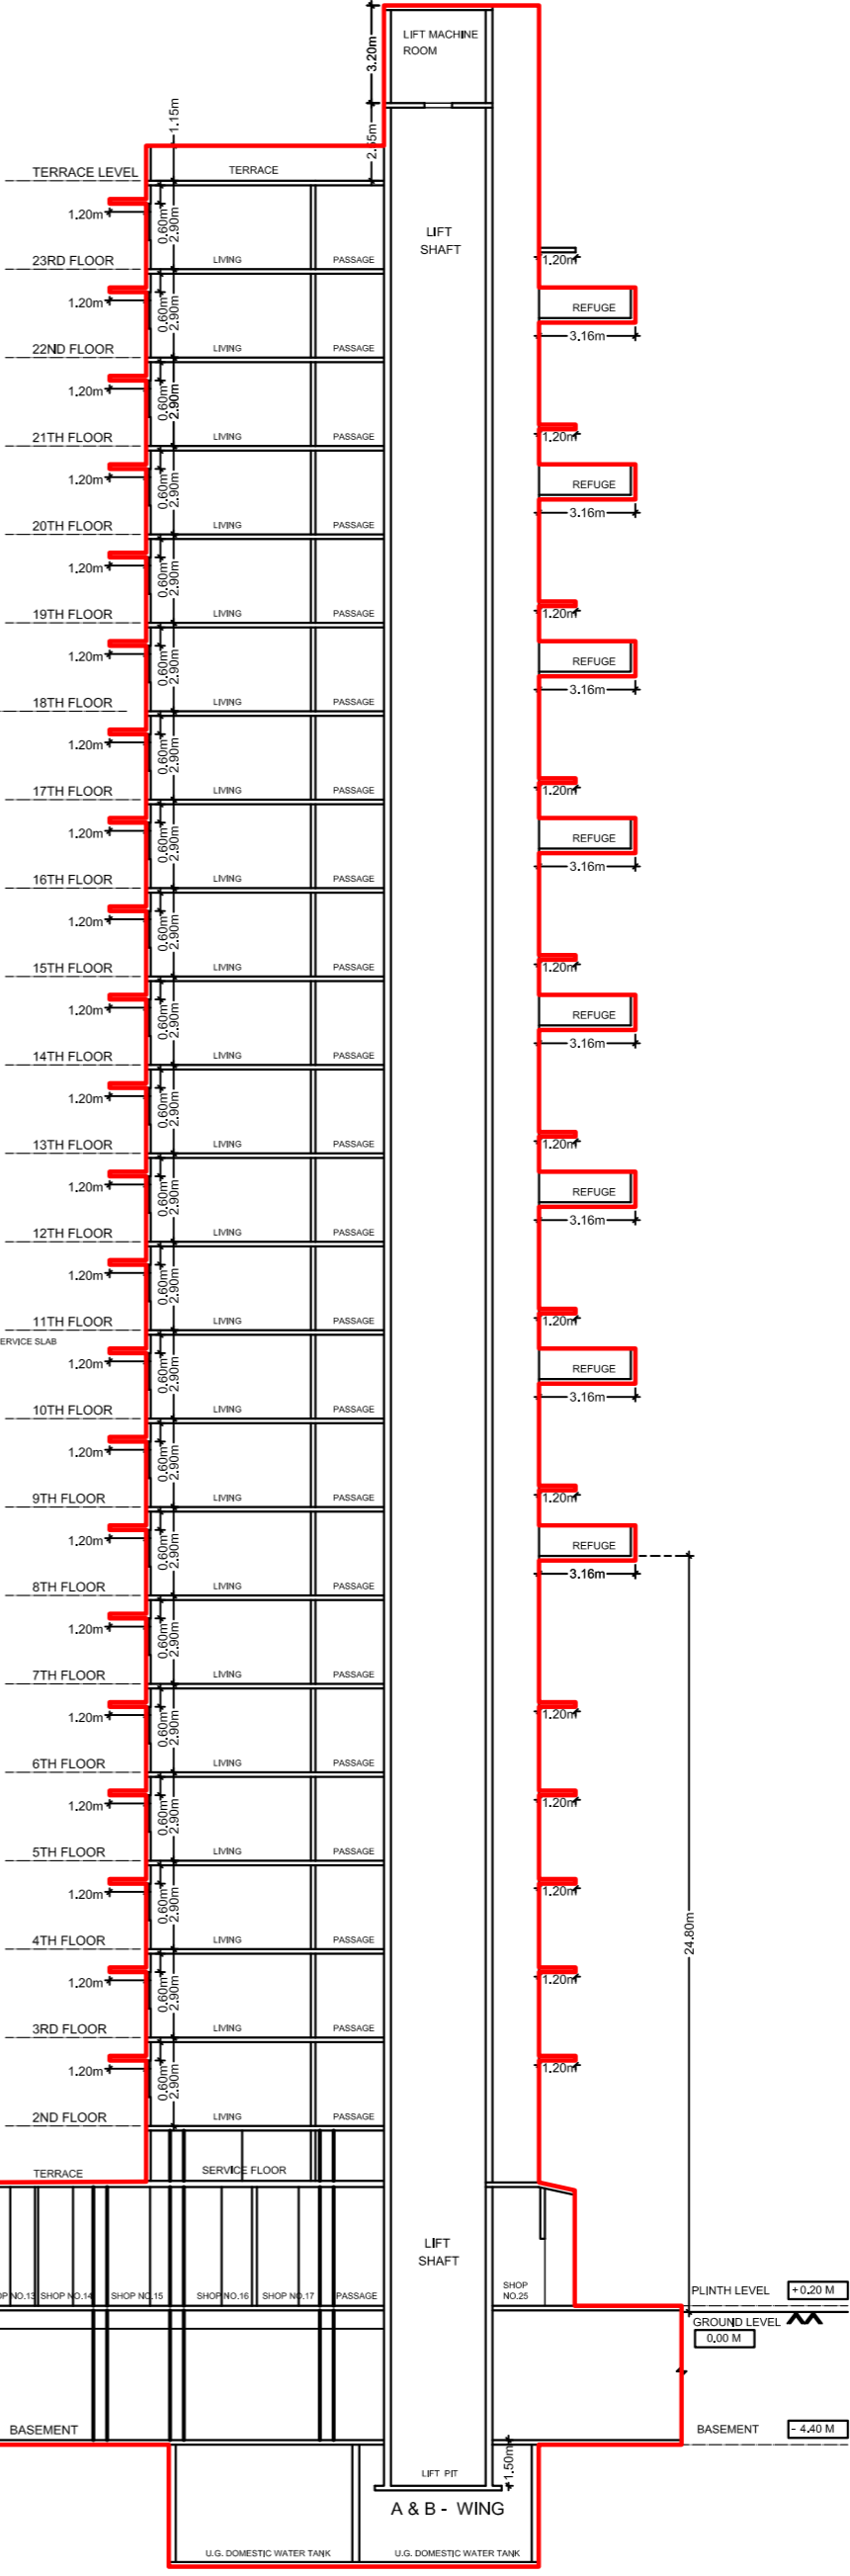 LIFT MACHINE
ROOM
3.20m
1.15m
2.55m
TERRACE LEVEL
TERRACE
1.20m
0.60m
2.90m
LIFT
SHAFT
23RD FLOOR
LIVING
PASSAGE
1.20m
1.20m
0.60m
2.90m
REFUGE
3.16m
22ND FLOOR
LIVING
PASSAGE
1.20m
0.60m
2.90m
21TH FLOOR
LIVING
PASSAGE
1.20m
1.20m
0.60m
2.90m
REFUGE
3.16m
20TH FLOOR
LIVING
PASSAGE
1.20m
0.60m
2.90m
19TH FLOOR
LIVING
PASSAGE
1.20m
1.20m
0.60m
2.90m
REFUGE
3.16m
18TH FLOOR
LIVING
PASSAGE
1.20m
0.60m
2.90m
17TH FLOOR
LIVING
PASSAGE
1.20m
1.20m
0.60m
2.90m
REFUGE
3.16m
16TH FLOOR
LIVING
PASSAGE
1.20m
0.60m
2.90m
15TH FLOOR
LIVING
PASSAGE
1.20m
1.20m
0.60m
2.90m
REFUGE
3.16m
14TH FLOOR
LIVING
PASSAGE
1.20m
0.60m
2.90m
13TH FLOOR
LIVING
PASSAGE
1.20m
1.20m
0.60m
2.90m
REFUGE
3.16m
12TH FLOOR
LIVING
PASSAGE
1.20m
0.60m
2.90m
11TH FLOOR
LIVING
PASSAGE
1.20m
ERVICE SLAB
1.20m
0.60m
2.90m
REFUGE
3.16m
10TH FLOOR
LIVING
PASSAGE
1.20m
0.60m
2.90m
9TH FLOOR
LIVING
PASSAGE
1.20m
1.20m
0.60m
2.90m
REFUGE
3.16m
8TH FLOOR
LIVING
PASSAGE
1.20m
0.60m
2.90m
7TH FLOOR
LIVING
PASSAGE
1.20m
0.60m
2.90m
1.20m
6TH FLOOR
LIVING
PASSAGE
1.20m
0.60m
2.90m
1.20m
5TH FLOOR
LIVING
PASSAGE
1.20m
0.60m
2.90m
1.20m
24.80m
4TH FLOOR
LIVING
PASSAGE
1.20m
0.60m
2.90m
1.20m
3RD FLOOR
LIVING
PASSAGE
1.20m
0.60m
2.90m
1.20m
2ND FLOOR
LIVING
PASSAGE
TERRACE
SERVICE FLOOR
LIFT
SHAFT
OP NO.13
SHOP NO.14
SHOP NO.15
SHOP NO.16
SHOP NO.17
PASSAGE
SHOP
NO.25
PLINTH LEVEL
+0.20 M
GROUND LEVEL
0.00 M
BASEMENT
BASEMENT
- 4.40 M
1.50m
LIFT PIT
A & B - WING
U.G. DOMESTIC WATER TANK
U.G. DOMESTIC WATER TANK